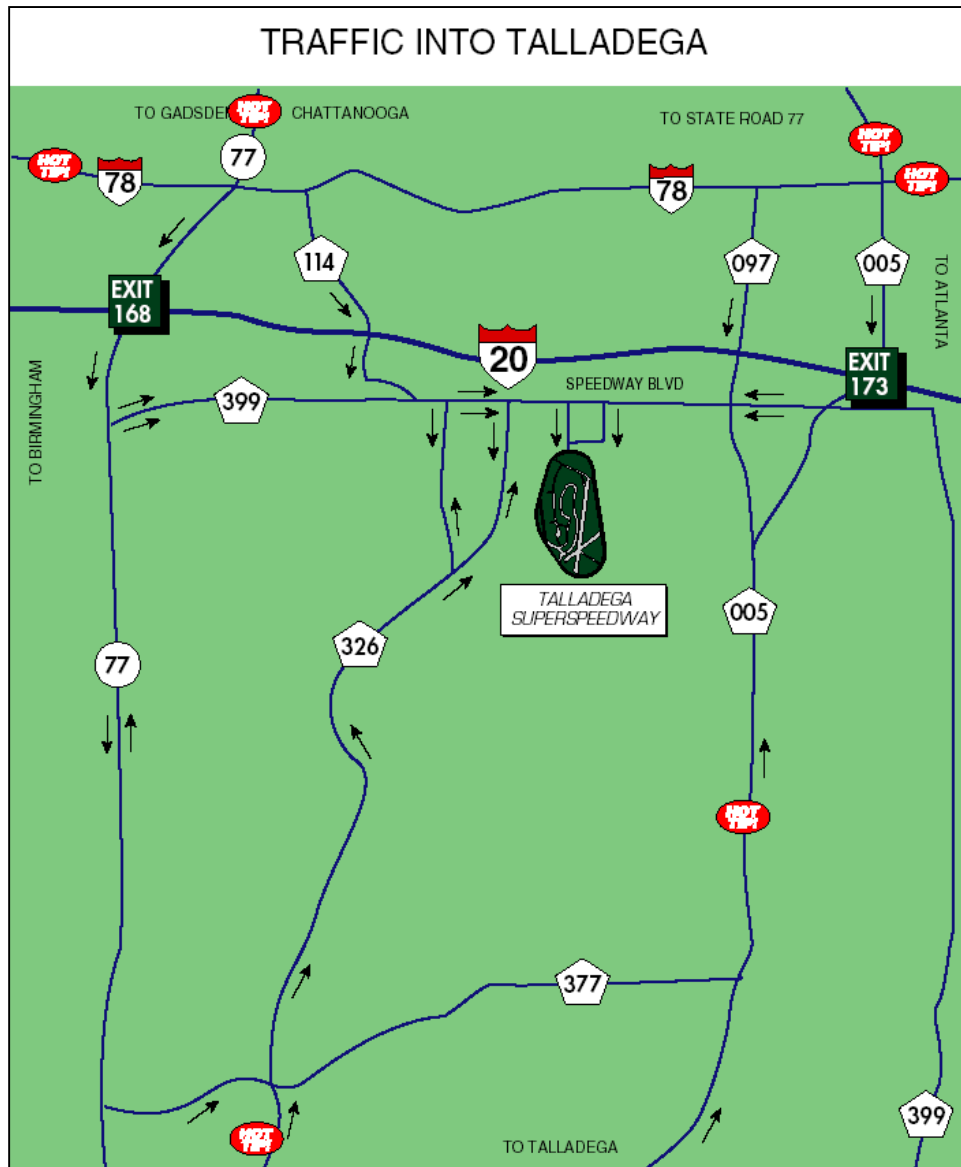 TRAFFIC INTO TALLADEGA
TO GADSDEN
HOT
TIP!
CHATTANOOGA
TO STATE ROAD 77
HOT
TIP!
77
HOT
TIP!
78
78
HOT
TIP!
114
097
005
TO ATLANTA
EXIT
168
20
EXIT
173
SPEEDWAY BLVD
399
TO BIRMINGHAM
TALLADEGA
SUPERSPEEDWAY
005
326
77
HOT
TIP!
377
399
HOT
TIP!
TO TALLADEGA